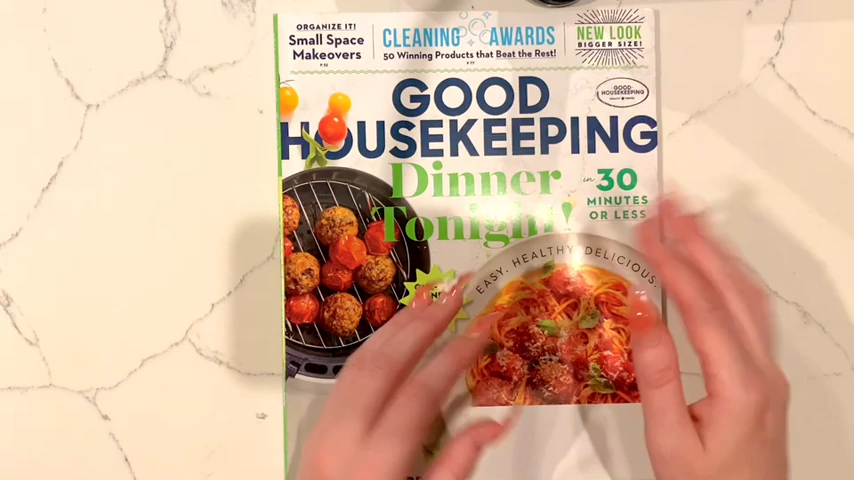 ORGANIZE IT!
Small Space
Makeovers
CLEANING AWARDS
50 Winning Products that Beat the Rest!
NEW LOOK
BIGGER SIZE!
GOOD
HOUSEKEEPING
GOOD
HOUSEKEEPING
Dinner
Tonight!
in 30
MINUTES
OR LESS
EASY. HEALTHY. DELICIOUS.